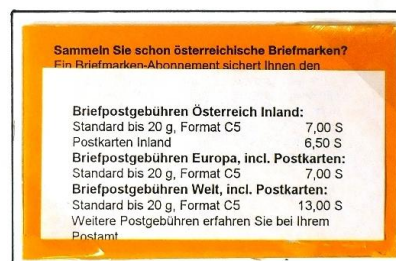 Sammeln Sie schon österreichische Briefmarken?
Ein Briefmarken-Abonnement sichert Ihnen den
Briefpostgebühren Österreich Inland:
Standard bis 20 g, Format C5 7,00 S
Postkarten Inland 6,50 S
Briefpostgebühren Europa, incl. Postkarten:
Standard bis 20 g, Format C5 7,00 S
Briefpostgebühren Welt, incl. Postkarten:
Standard bis 20 g, Format C5 13,00 S
Weitere Postgebühren erfahren Sie bei Ihrem
Postamt